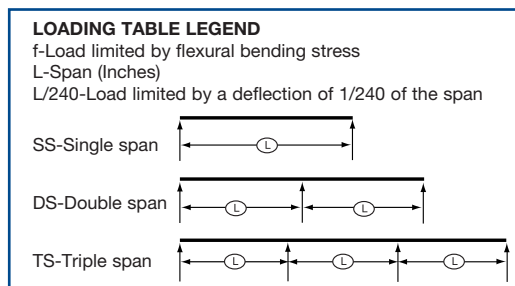 LOADING TABLE LEGEND
f-Load limited by flexural bending stress
L-Span (Inches)
L/240-Load limited by a deflection of 1/240 of the span
SS-Single span
L
DS-Double span
L L
TS-Triple span
L L L